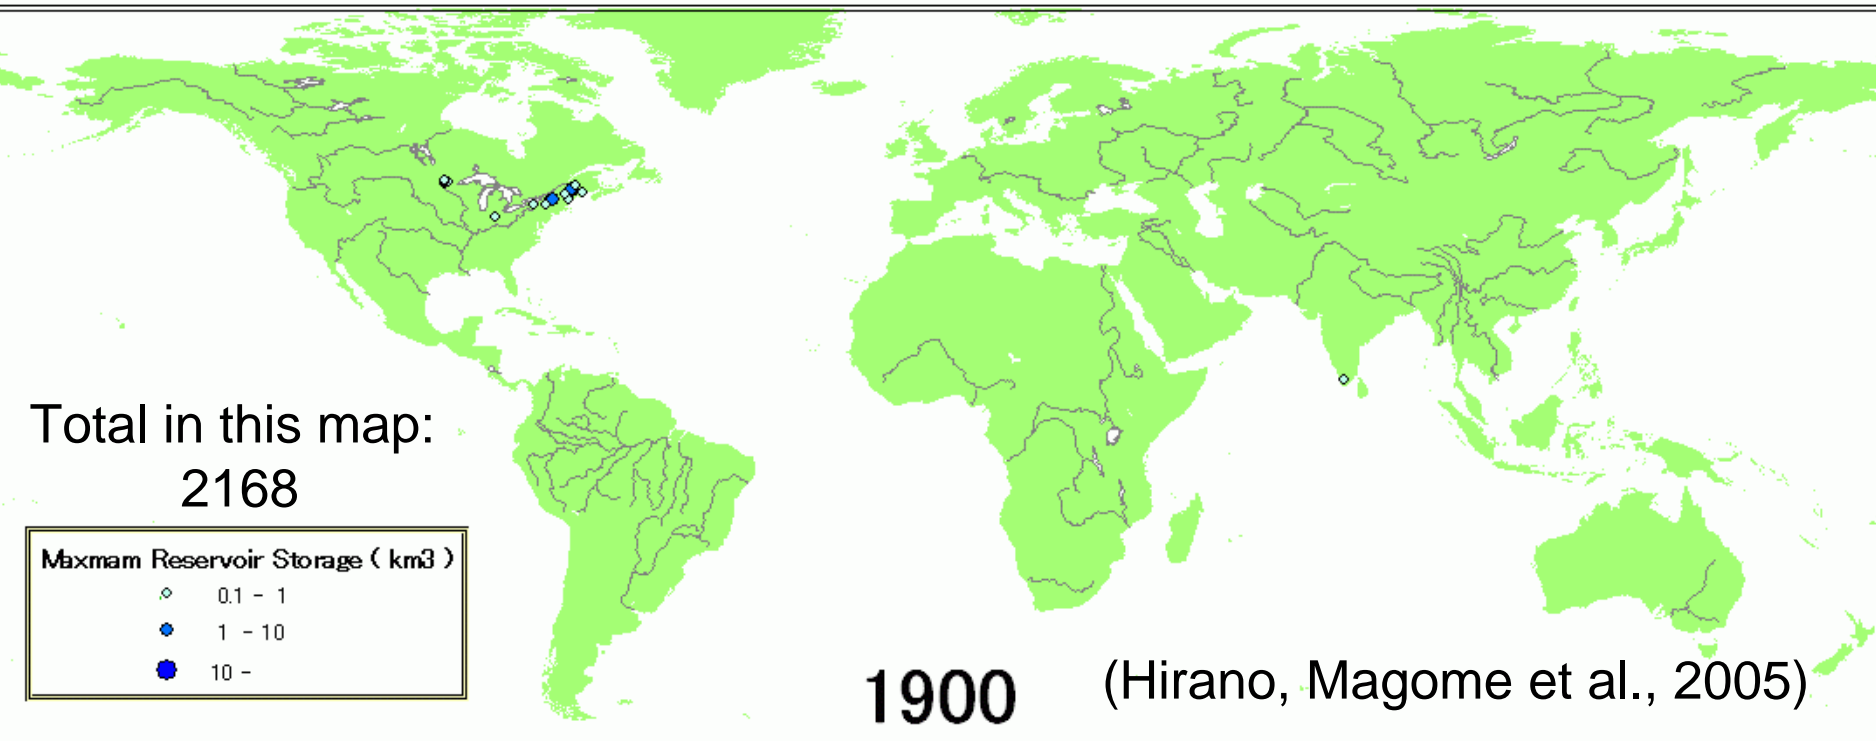 Total in this map:
2168
Maxmam Reservoir Storage ( km3 )
0.1 - 1
1 - 10
10 -
1900
(Hirano, Magome et al., 2005)